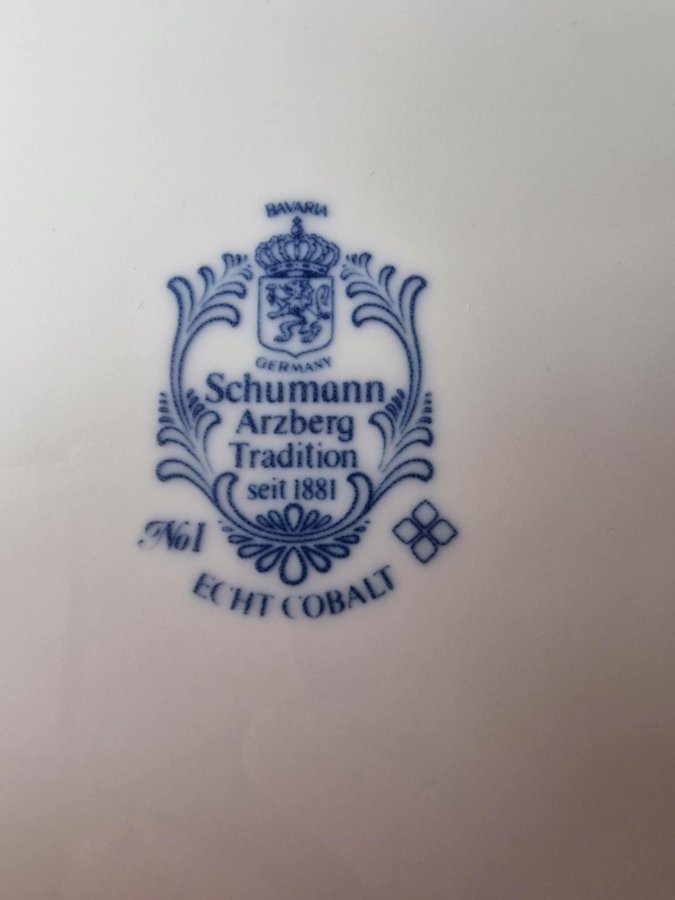 BAVARIA
GERMANY
Schumann
Arzberg
Tradition
seit 1881
No1
ECHT COBALT